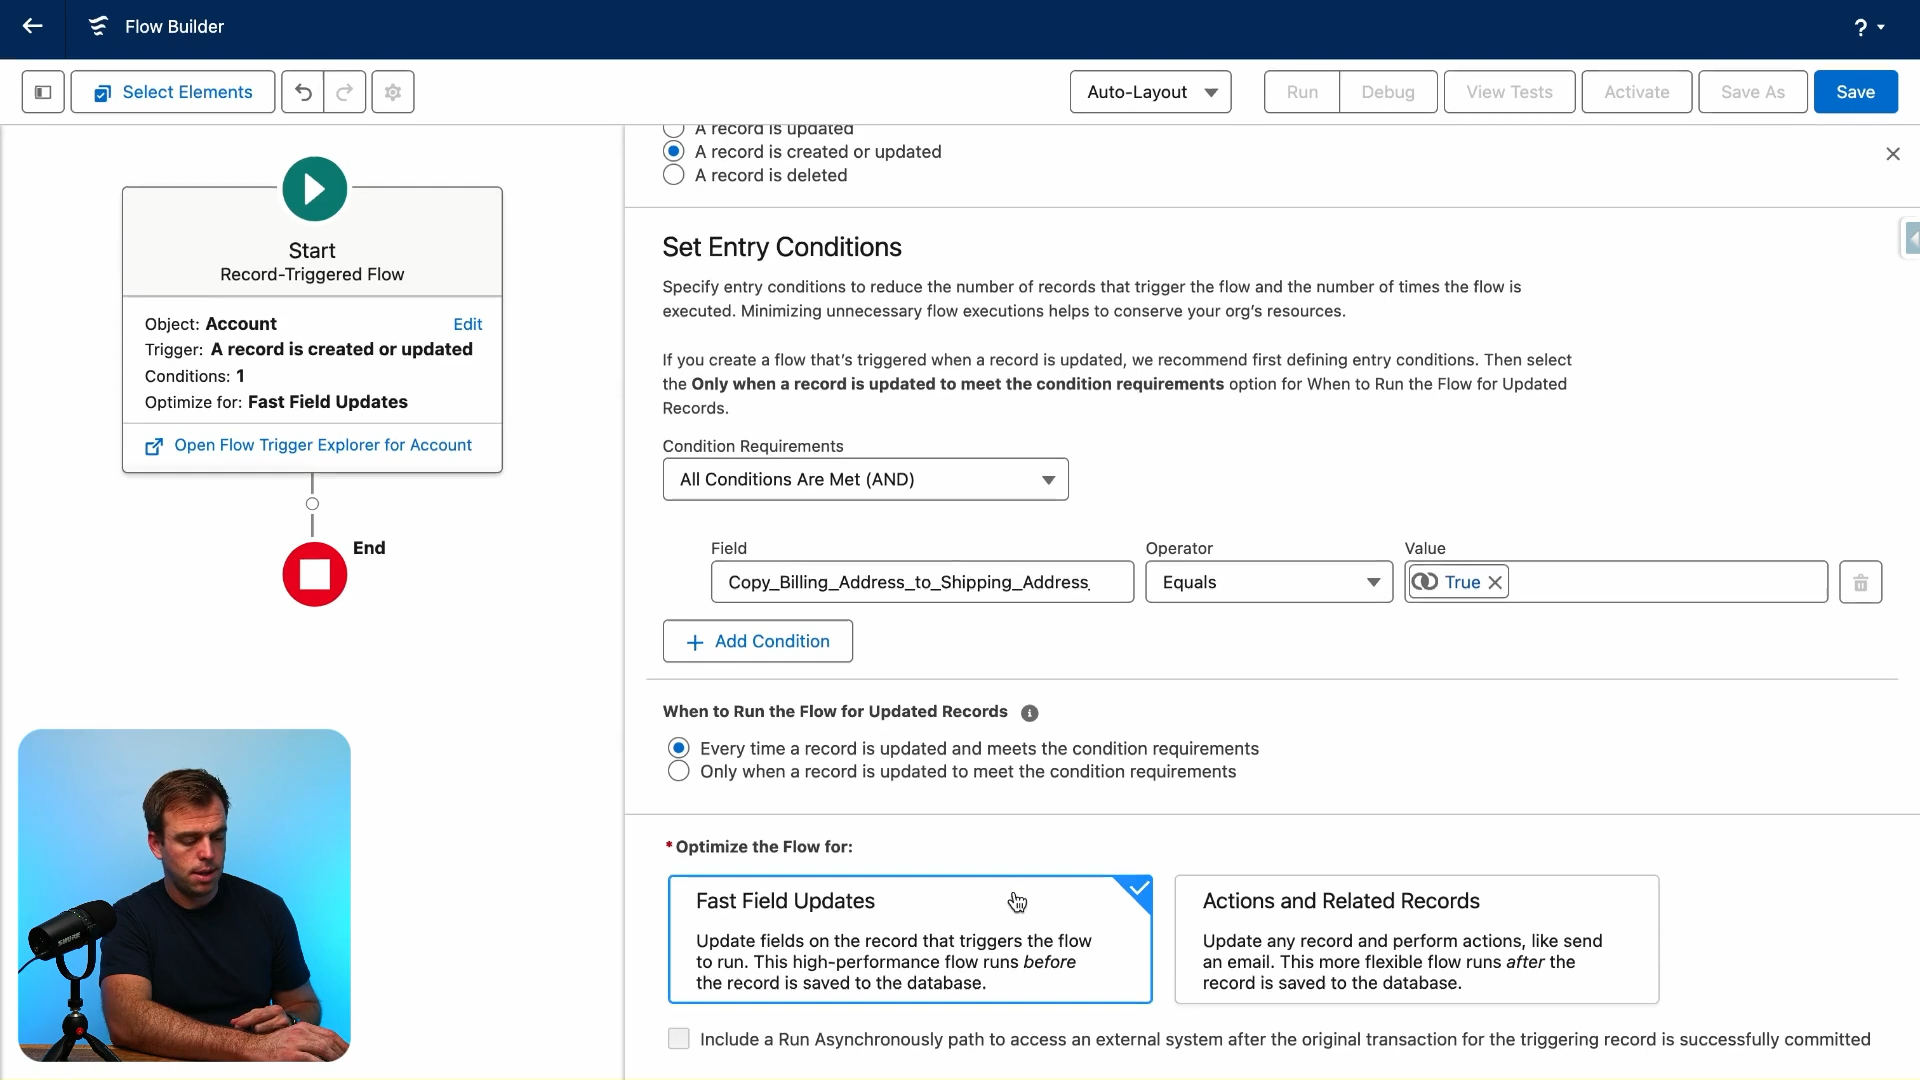 Flow Builder
?
Select Elements
Auto-Layout
Run
Debug
View Tests
Activate
Save As
Save
A record is updated
A record is created or updated
A record is deleted
Start
Record-Triggered Flow
Object: Account
Edit
Trigger: A record is created or updated
Conditions: 1
Optimize for: Fast Field Updates
Open Flow Trigger Explorer for Account
End
Set Entry Conditions
Specify entry conditions to reduce the number of records that trigger the flow and the number of times the flow is
executed. Minimizing unnecessary flow executions helps to conserve your org's resources.
If you create a flow that's triggered when a record is updated, we recommend first defining entry conditions. Then select
the Only when a record is updated to meet the condition requirements option for When to Run the Flow for Updated
Records.
Condition Requirements
All Conditions Are Met (AND)
Field
Operator
Value
Copy_Billing_Address_to_Shipping_Address_
Equals
True
Add Condition
When to Run the Flow for Updated Records
Every time a record is updated and meets the condition requirements
Only when a record is updated to meet the condition requirements
*Optimize the Flow for:
Fast Field Updates
Update fields on the record that triggers the flow
to run. This high-performance flow runs before
the record is saved to the database.
Actions and Related Records
Update any record and perform actions, like send
an email. This more flexible flow runs after the
record is saved to the database.
Include a Run Asynchronously path to access an external system after the original transaction for the triggering record is successfully committed
SHURE